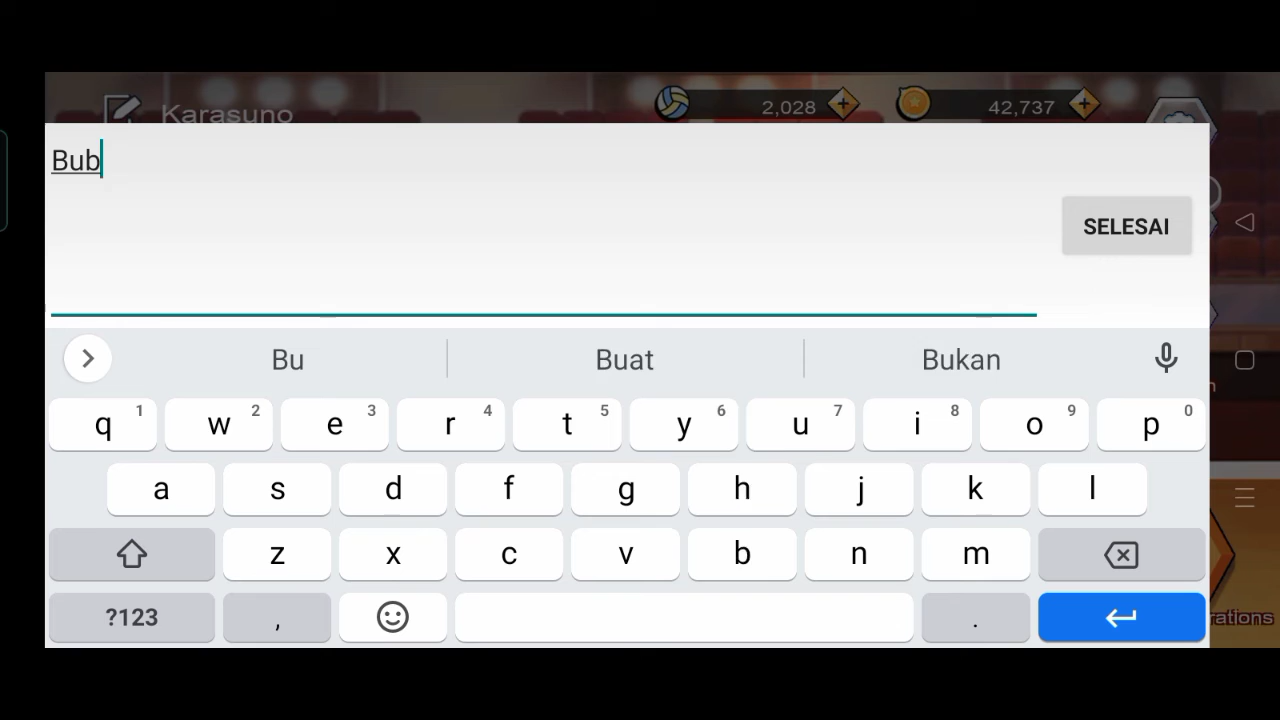 Karasuno
2,028
42,737
Bub
SELESAI
Bu Buat Bukan
q 1 w 2 e 3 r 4 t 5 y 6 u 7 i 8 o 9 p 0
a s d f g h j k l
z x c v b n m
?123 , .
rations